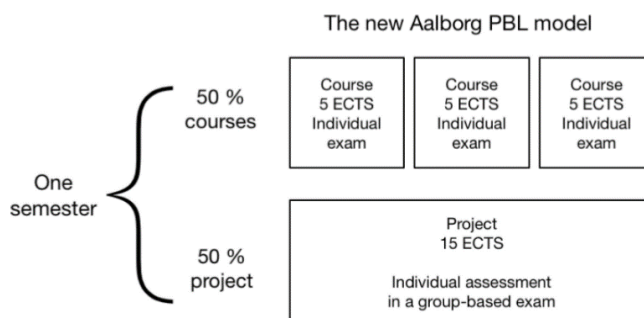 The new Aalborg PBL model
One
semester
50 %
courses
Course
5 ECTS
Individual
exam
Course
5 ECTS
Individual
exam
Course
5 ECTS
Individual
exam
50 %
project
Project
15 ECTS
Individual assessment
in a group-based exam